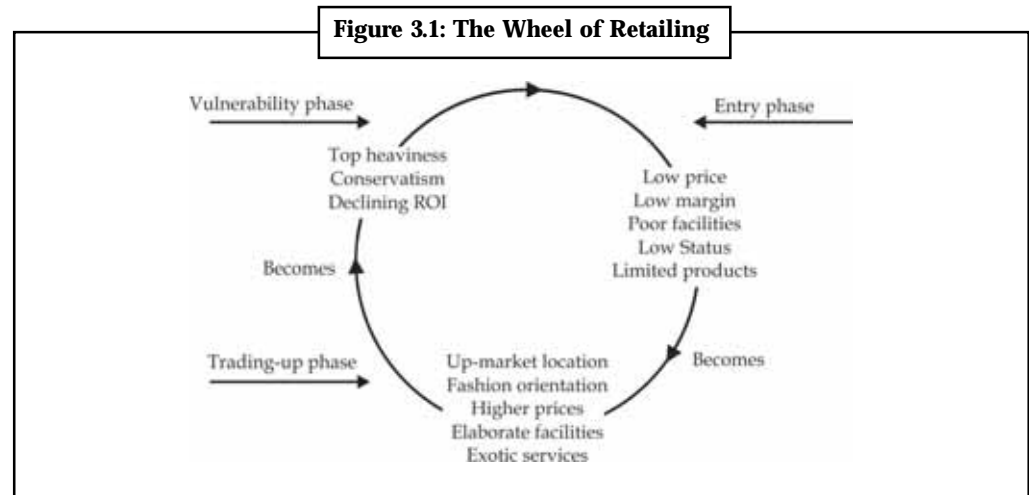 Figure 3.1: The Wheel of Retailing
Vulnerability phase
Entry phase
Top heaviness
Conservatism
Declining ROI
Low price
Low margin
Poor facilities
Low Status
Limited products
Becomes
Trading-up phase
Up-market location
Fashion orientation
Higher prices
Elaborate facilities
Exotic services
Becomes